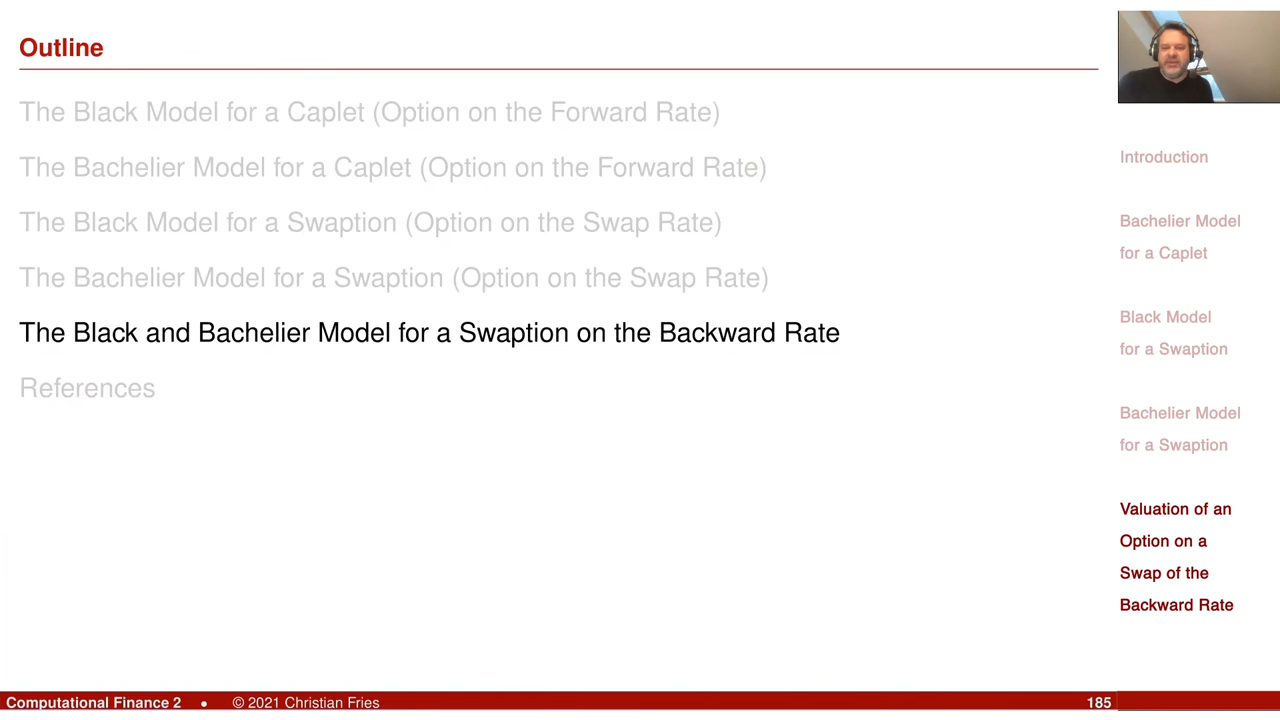 Outline
The Black Model for a Caplet (Option on the Forward Rate)
The Bachelier Model for a Caplet (Option on the Forward Rate)
The Black Model for a Swaption (Option on the Swap Rate)
The Bachelier Model for a Swaption (Option on the Swap Rate)
The Black and Bachelier Model for a Swaption on the Backward Rate
References
Introduction
Bachelier Model
for a Caplet
Black Model
for a Swaption
Bachelier Model
for a Swaption
Valuation of an
Option on a
Swap of the
Backward Rate
Computational Finance 2 • © 2021 Christian Fries 185